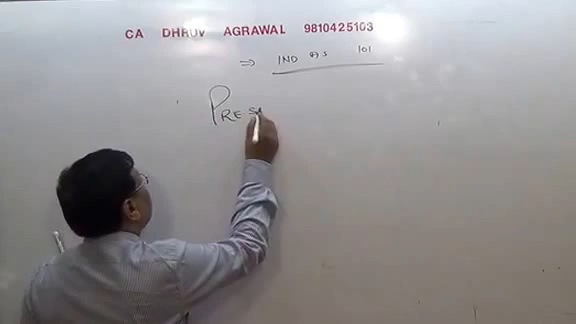 CA DHRUV AGRAWAL 9810425103
⇒ IND AS 101
PRES